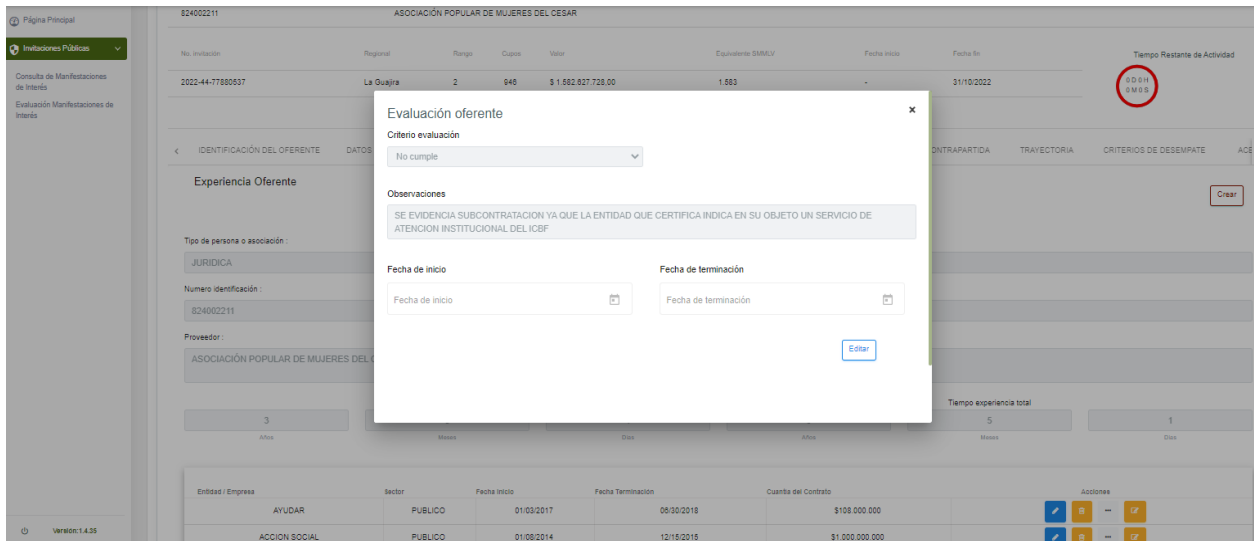 824002211 ASOCIACIÓN POPULAR DE MUJERES DEL CESAR
Página Principal
Invitaciones Públicas
Consulta de Manifestaciones
de Interés
Evaluación Manifestaciones de
Interés
No. invitación Regional Rango Cupos Valor Equivalente SMMLV Fecha inicio Fecha fin
Tiempo Restante de Actividad
2022-44-77880637 La Guajira 2 946 $ 1.582.627.728,00 1.583 - 31/10/2022
0 D 0 H
0 M 0 S
IDENTIFICACIÓN DEL OFERENTE DATOS ONTRAPARTIDA TRAYECTORIA CRITERIOS DE DESEMPATE ACE
Experiencia Oferente
Crear
Tipo de persona o asociación :
JURIDICA
Numero identificación :
824002211
Proveedor :
ASOCIACIÓN POPULAR DE MUJERES DEL C
Evaluación oferente ×
Criterio evaluación
No cumple
Observaciones
SE EVIDENCIA SUBCONTRATACION YA QUE LA ENTIDAD QUE CERTIFICA INDICA EN SU OBJETO UN SERVICIO DE
ATENCION INSTITUCIONAL DEL ICBF
Fecha de inicio Fecha de terminación
Fecha de inicio Fecha de terminación
Editar
Tiempo experiencia total
3 5 1
Años Meses Días Años Meses Días
Entidad / Empresa Sector Fecha Inicio Fecha Terminación Cuantía del Contrato Acciones
AYUDAR PUBLICO 01/03/2017 06/30/2018 $108.000.000
ACCION SOCIAL PUBLICO 01/08/2014 12/15/2015 $1.000.000.000
Versión:1.4.35